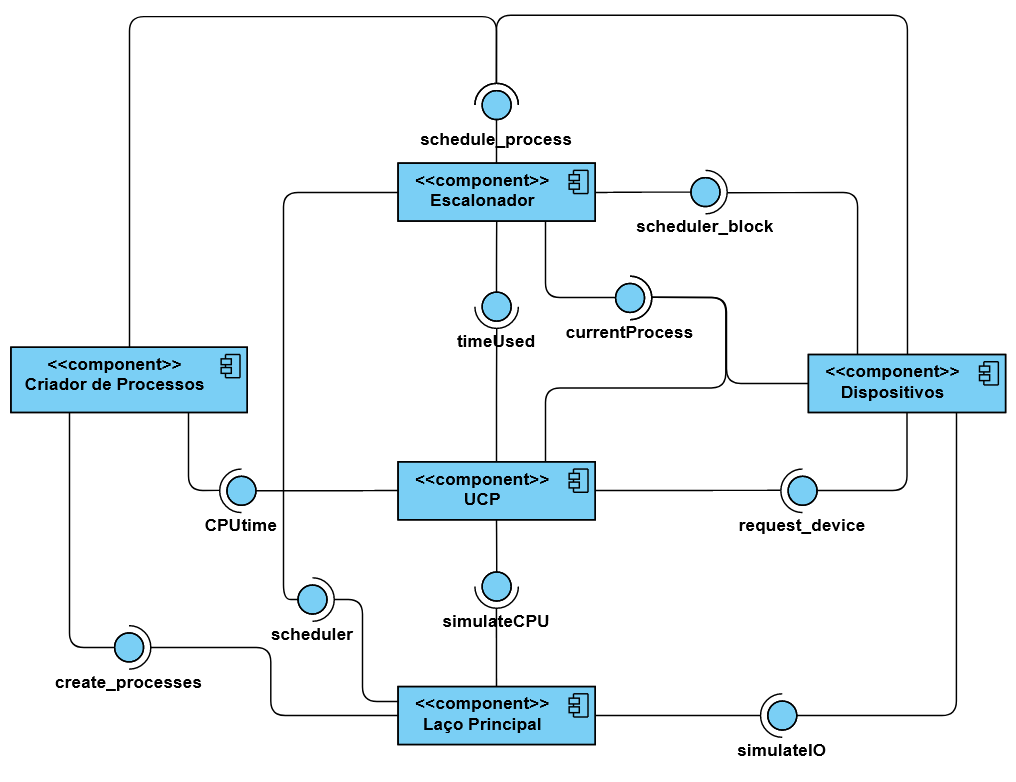 schedule_process
<<component>>
Escalonador
scheduler_block
currentProcess
timeUsed
<<component>>
Criador de Processos
<<component>>
Dispositivos
<<component>>
UCP
CPUtime
request_device
simulateCPU
scheduler
create_processes
<<component>>
Laço Principal
simulateIO